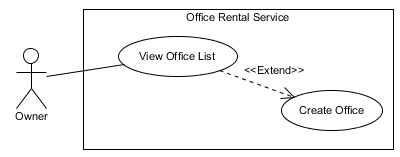 Office Rental Service
View Office List
<<Extend>>
Create Office
Owner